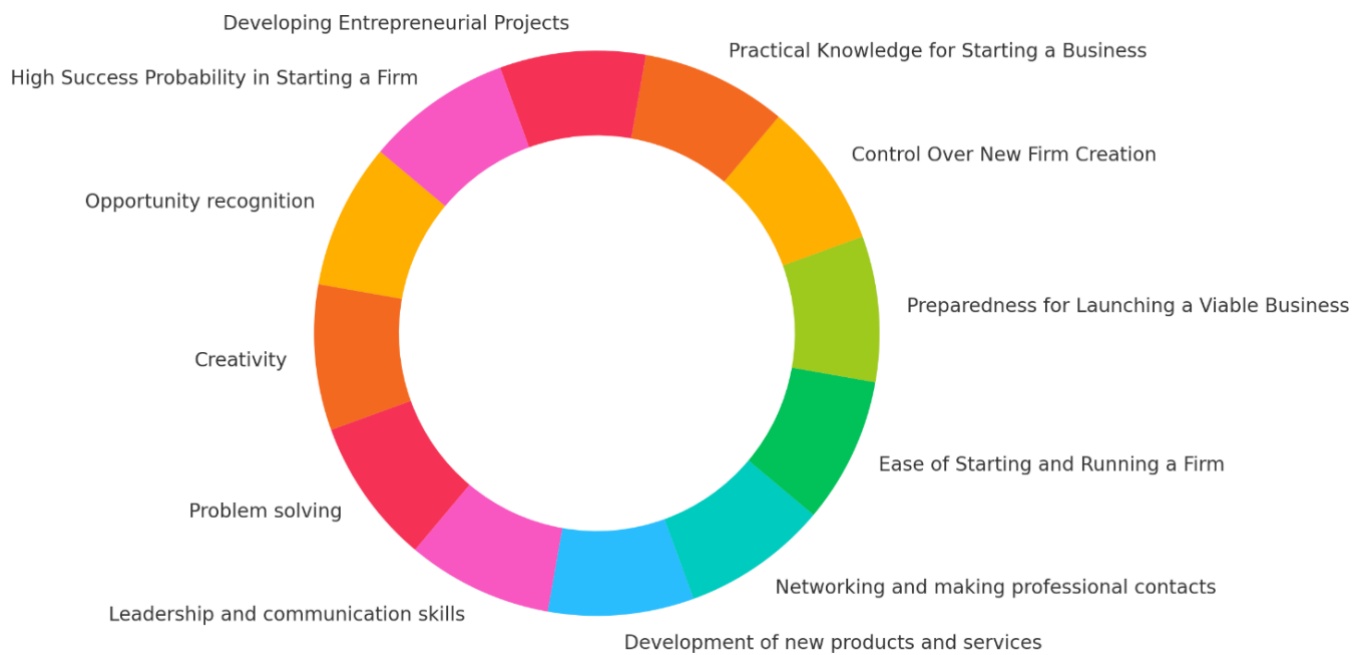 Developing Entrepreneurial Projects
Practical Knowledge for Starting a Business
High Success Probability in Starting a Firm
Control Over New Firm Creation
Opportunity recognition
Preparedness for Launching a Viable Business
Creativity
Ease of Starting and Running a Firm
Problem solving
Networking and making professional contacts
Leadership and communication skills
Development of new products and services